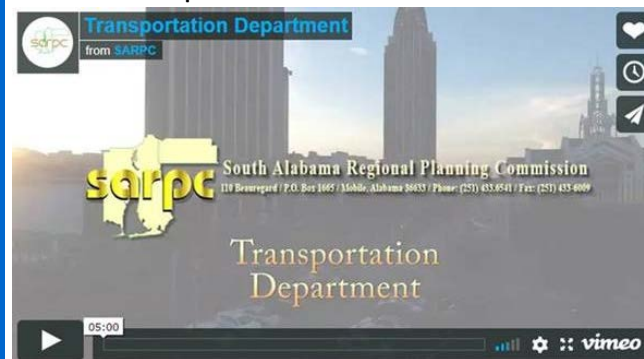 Transportation Department
from SARPC
sarpc
sarpc
South Alabama Regional Planning Commission
110 Beauregard / P.O. Box 1665 / Mobile, Alabama 36633 / Phone: (251) 433.6541 / Fax: (251) 433-6009
Transportation
Department
05:00
vimeo